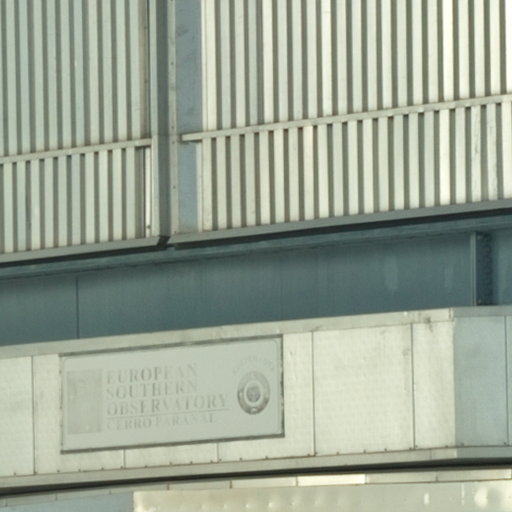 EUROPEAN
SOUTHERN
OBSERVATORY
CERRO PARANAL